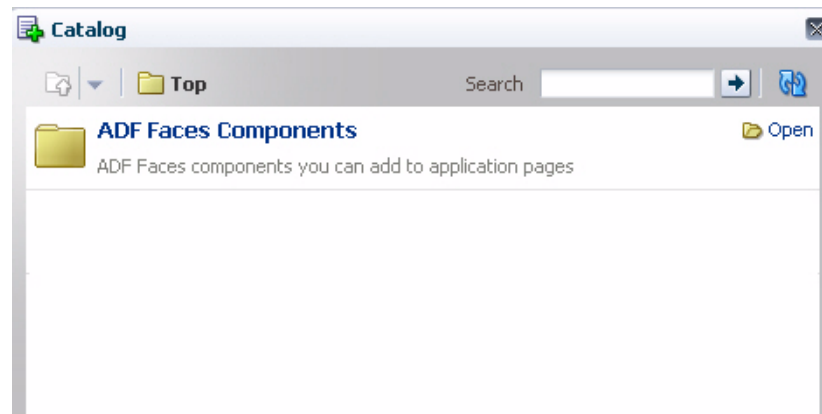 Catalog
Top Search
ADF Faces Components Open
ADF Faces components you can add to application pages